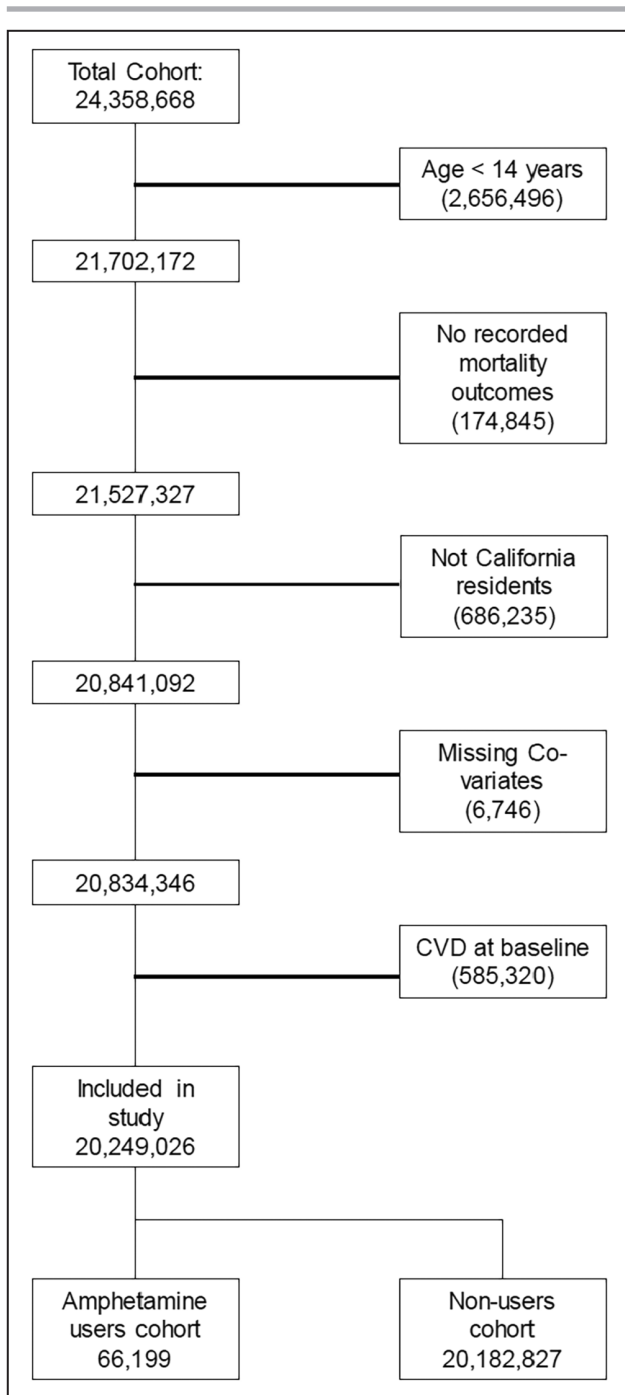 Total Cohort:
24,358,668
Age < 14 years
(2,656,496)
21,702,172
No recorded
mortality
outcomes
(174,845)
21,527,327
Not California
residents
(686,235)
20,841,092
Missing Co-
variates
(6,746)
20,834,346
CVD at baseline
(585,320)
Included in
study
20,249,026
Amphetamine
users cohort
66,199
Non-users
cohort
20,182,827